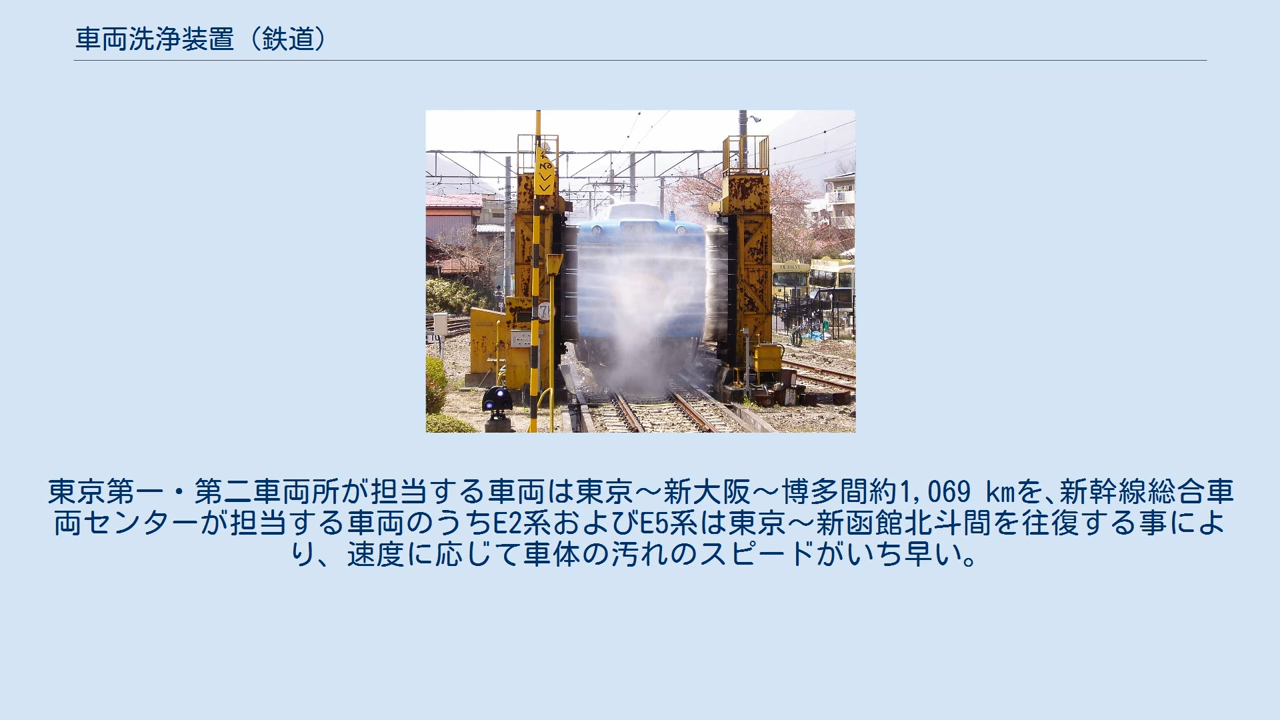 車両洗浄装置（鉄道）
7
東京第一・第二車両所が担当する車両は東京～新大阪～博多間約1,069 kmを､新幹線総合車
両センターが担当する車両のうちE2系およびE5系は東京～新函館北斗間を往復する事によ
り、速度に応じて車体の汚れのスピードがいち早い。